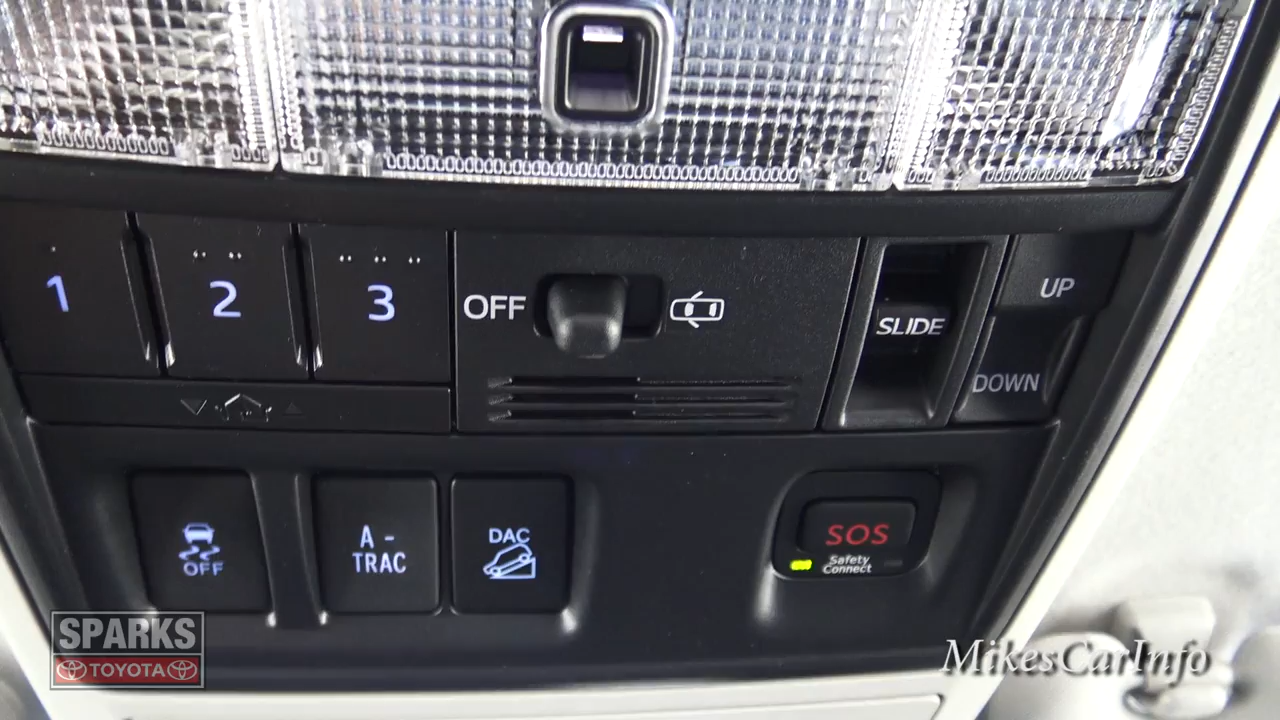 1
2
3
OFF
SLIDE
UP
DOWN
OFF
A -
TRAC
DAC
SOS
Safety
Connect
SPARKS
TOYOTA
MikesCarInfo